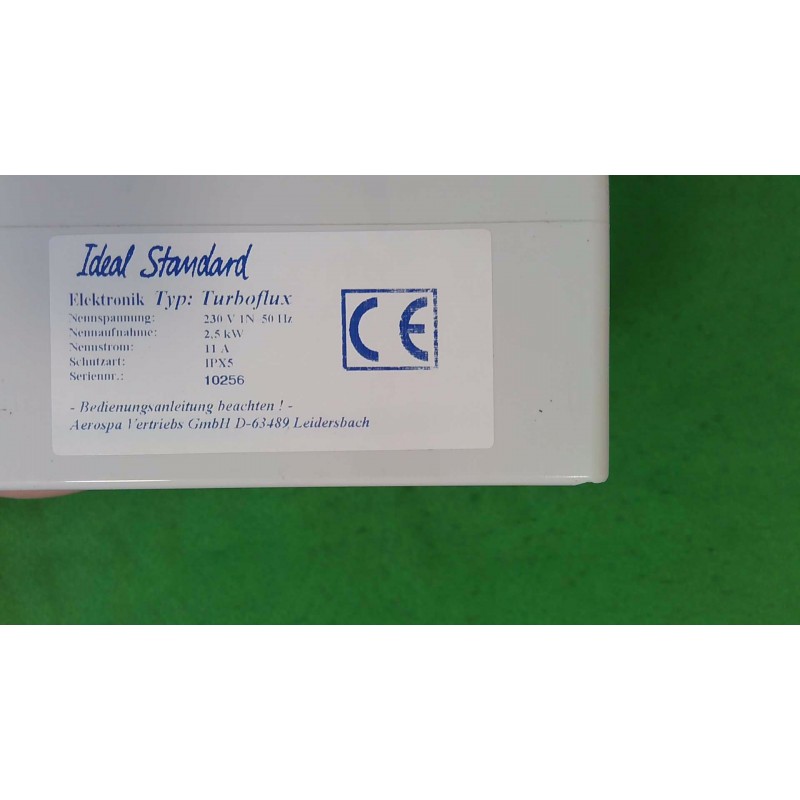 Ideal Standard
Elektronik Typ: Turboflux
Nennspannung: 230 V 1N 50 Hz
Nennaufnahme: 2,5 kW
Nennstrom: 11 A
Schutzart: IPX5
Seriennr.: 10256
CE
- Bedienungsanleitung beachten ! -
Aerospa Vertriebs GmbH D-63489 Leidersbach